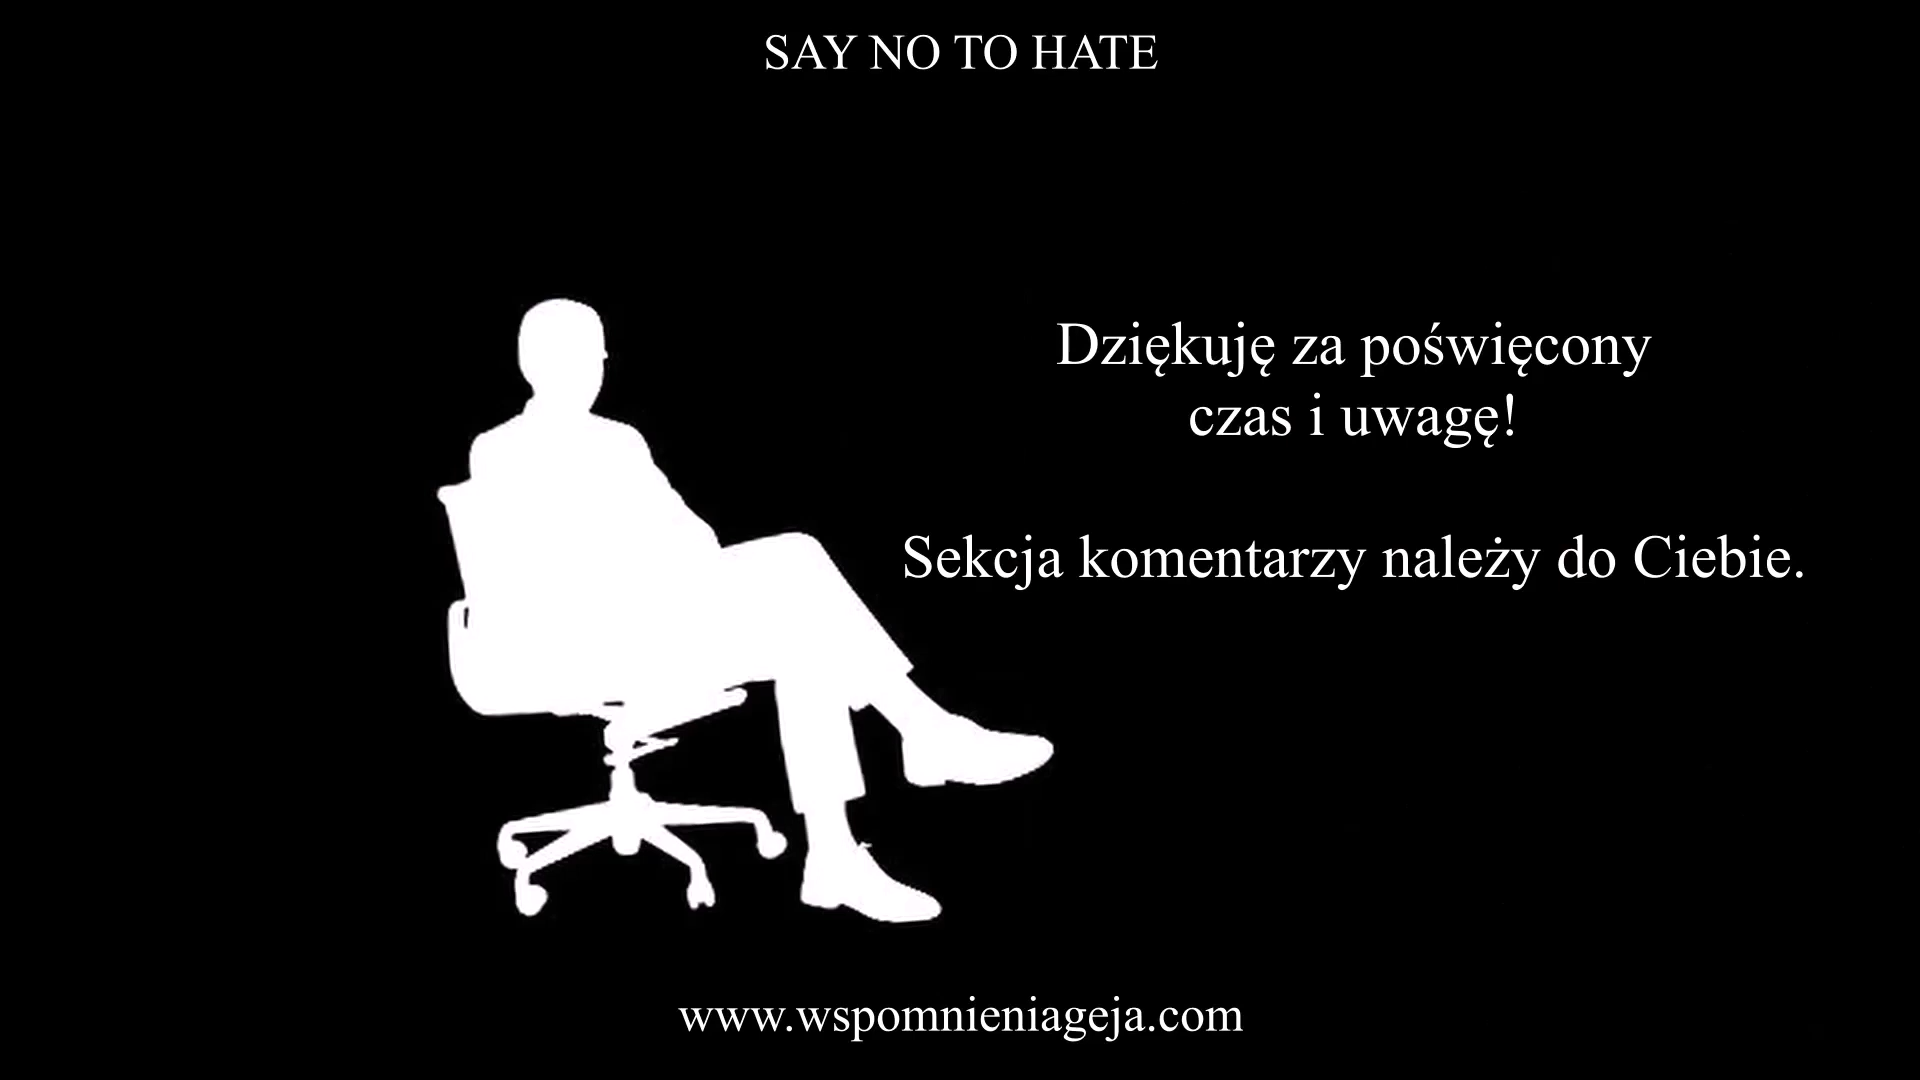 SAY NO TO HATE
Dziękuję za poświęcony
czas i uwagę!
Sekcja komentarzy należy do Ciebie.
www.wspomnieniageja.com